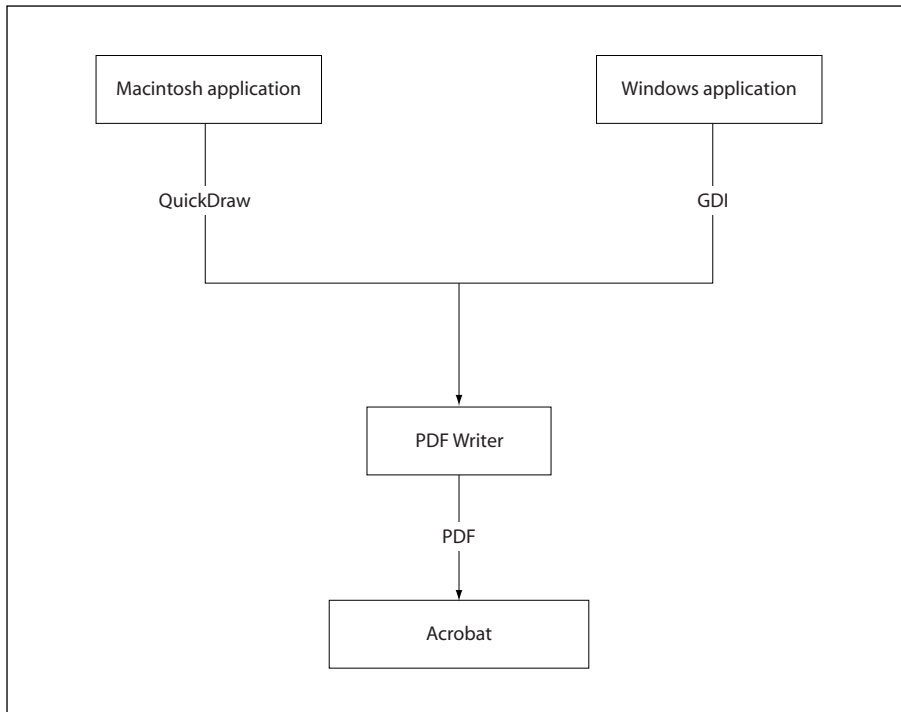 Macintosh application
Windows application
QuickDraw
GDI
PDF Writer
PDF
Acrobat